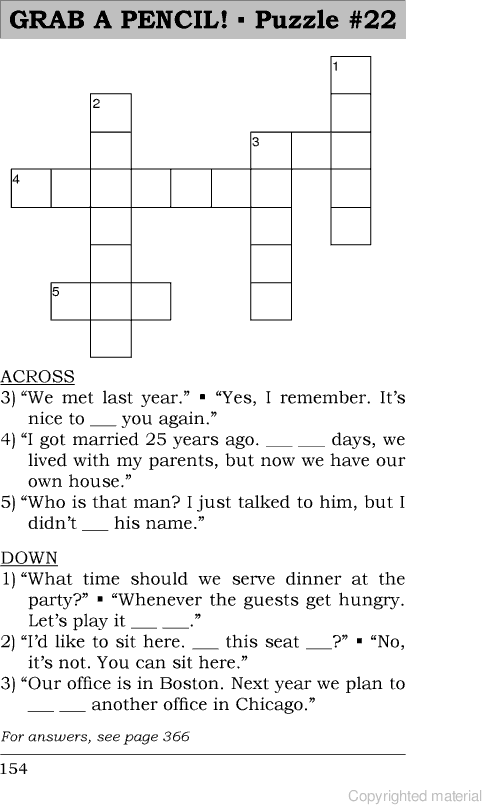 GRAB A PENCIL! ▪ Puzzle #22
1
2
3
4
5
ACROSS
3) “We met last year.” ▪ “Yes, I remember. It’s
nice to ___ you again.”
4) “I got married 25 years ago. ___ ___ days, we
lived with my parents, but now we have our
own house.”
5) “Who is that man? I just talked to him, but I
didn’t ___ his name.”
DOWN
1) “What time should we serve dinner at the
party?” ▪ “Whenever the guests get hungry.
Let’s play it ___ ___.”
2) “I’d like to sit here. ___ this seat ___?” ▪ “No,
it’s not. You can sit here.”
3) “Our office is in Boston. Next year we plan to
___ ___ another office in Chicago.”
For answers, see page 366
154
Copyrighted material